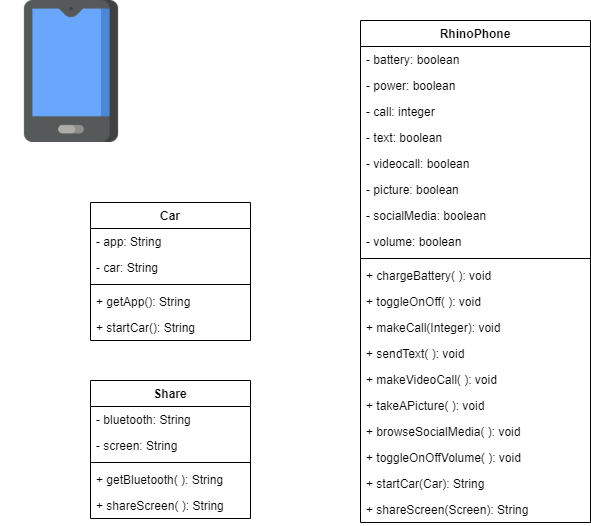 RhinoPhone
- battery: boolean
- power: boolean
- call: integer
- text: boolean
- videocall: boolean
- picture: boolean
- socialMedia: boolean
- volume: boolean
+ chargeBattery( ): void
+ toggleOnOff( ): void
+ makeCall(Integer): void
+ sendText( ): void
+ makeVideoCall( ): void
+ takeAPicture( ): void
+ browseSocialMedia( ): void
+ toggleOnOffVolume( ): void
+ startCar(Car): String
+ shareScreen(Screen): String
Car
- app: String
- car: String
+ getApp(): String
+ startCar(): String
Share
- bluetooth: String
- screen: String
+ getBluetooth( ): String
+ shareScreen( ): String